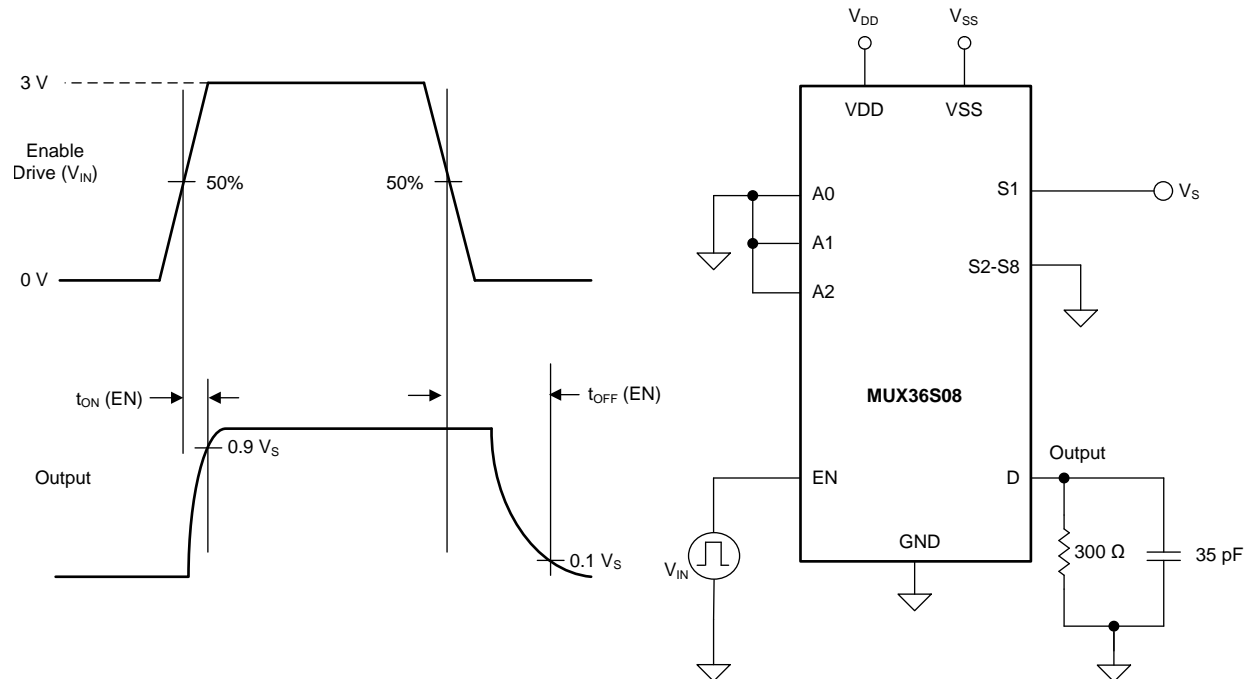 3 V
Enable
Drive (VIN)
50%
50%
0 V
tON (EN)
tOFF (EN)
0.9 VS
Output
0.1 VS
VDD
VSS
VDD
VSS
A0
S1
VS
A1
S2-S8
A2
MUX36S08
Output
EN
D
GND
300 Ω
35 pF
VIN